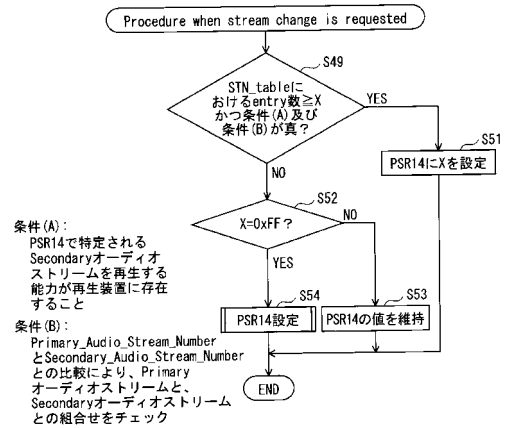 Procedure when stream change is requested
S49
STN_tableに
おけるentry数≧X
かつ条件(A)及び
条件(B)が真?
YES
S51
PSR14にXを設定
NO
S52
X=0xFF?
NO
YES
S54
PSR14設定
S53
PSR14の値を維持
END
条件(A):
PSR14で特定される
Secondaryオーディオ
ストリームを再生する
能力が再生装置に存在
すること
条件(B):
Primary_Audio_Stream_Number
とSecondary_Audio_Stream_Number
との比較により、Primary
オーディオストリームと、
Secondaryオーディオストリーム
との組合せをチェック